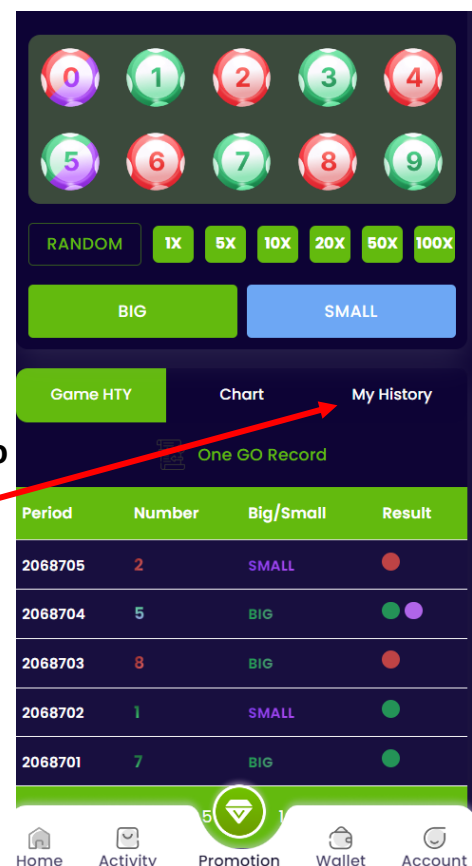 0 1 2 3 4
5 6 7 8 9
RANDOM 1X 5X 10X 20X 50X 100X
BIG SMALL
Game HTY Chart My History
One GO Record
Period Number Big/Small Result
2068705 2 SMALL
2068704 5 BIG
2068703 8 BIG
2068702 1 SMALL
2068701 7 BIG
Home Activity Promotion Wallet Account